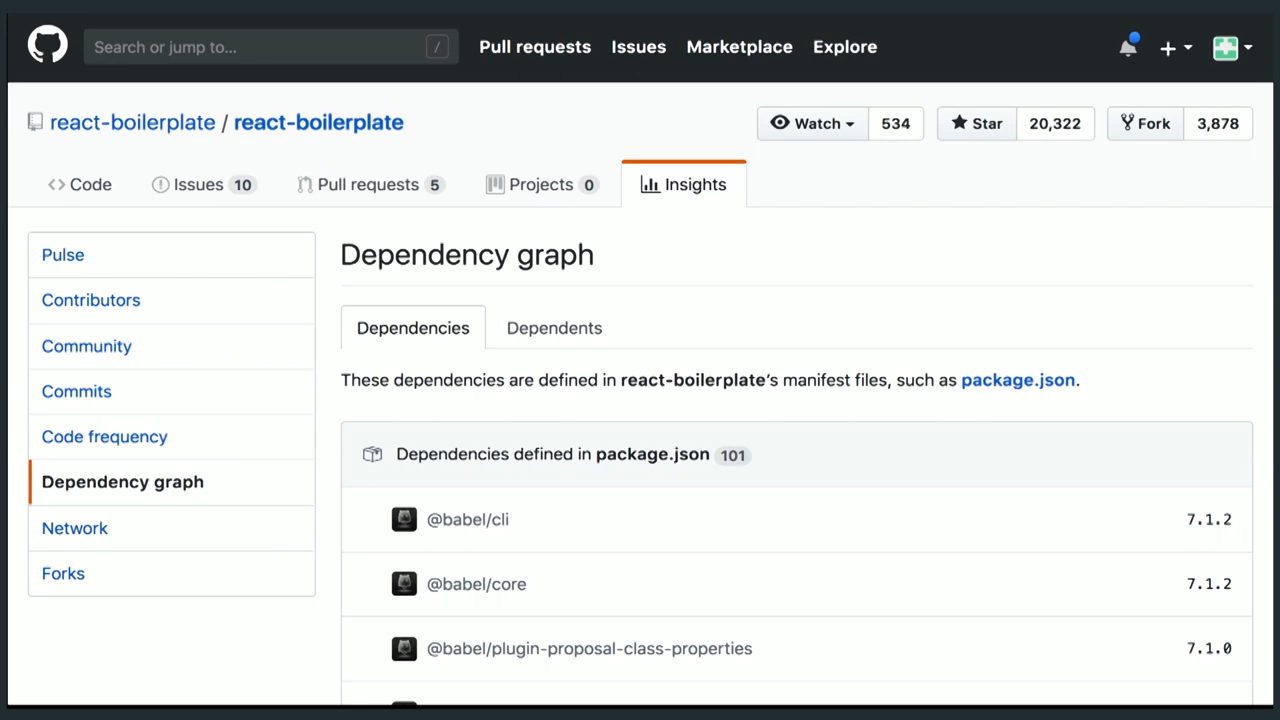 Search or jump to... / Pull requests Issues Marketplace Explore
react-boilerplate / react-boilerplate Watch 534 Star 20,322 Fork 3,878
Code Issues 10 Pull requests 5 Projects 0 Insights
Pulse
Contributors
Community
Commits
Code frequency
Dependency graph
Network
Forks
Dependency graph
Dependencies Dependents
These dependencies are defined in react-boilerplate's manifest files, such as package.json.
Dependencies defined in package.json 101
@babel/cli 7.1.2
@babel/core 7.1.2
@babel/plugin-proposal-class-properties 7.1.0